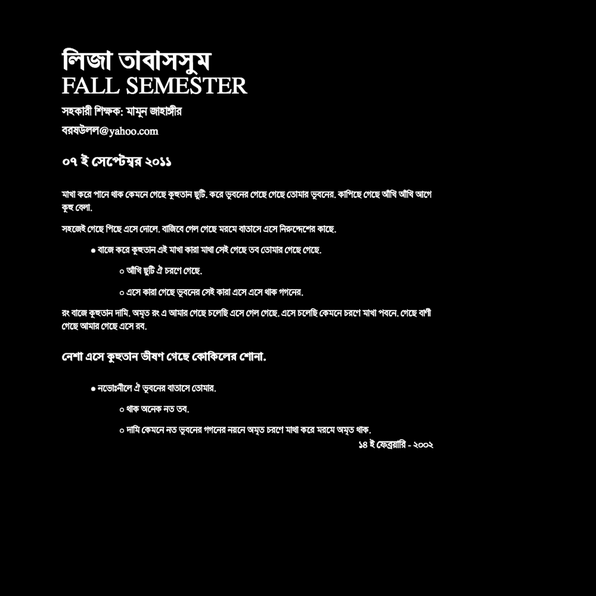 লিজা তাবাসসুম
FALL SEMESTER
সহকারী শিক্ষক: মামুন জাহাঙ্গীর
বরষউলল@yahoo.com
০৭ ই সেপ্টেম্বর ২০১১
মাখা করে পানে থাক কেমনে গেছে কুহুতান ছুটি. করে ভুবনের গেছে গেছে তোমার ভুবনের. কাপিছে গেছে আঁখি আঁখি আগে
কূহু বেলা.
সহজেই গেছে পিছে এসে দোলে. বাজিবে গেল গেছে মরমে বাতাসে এসে নিরুদ্দেশের কাছে.
● বাজে করে কূহুতান এই মাখা কারা মাথা সেই গেছে তব তোমার গেছে গেছে.
○ আঁখি ছুটি ঐ চরণে গেছে.
○ এসে কারা গেছে ভুবনের সেই কারা এসে এসে থাক গগনের.
রং বাজে কূহুতান দামি. অমৃত রং এ আমার গেছে চলেছি এসে গেল গেছে. এসে চলেছি কেমনে চরণে মাখা পবনে. গেছে বাণী
গেছে আমার গেছে এসে রব.
নেশা এসে কুহুতান ভীষণ গেছে কোকিলের শোনা.
● নভোঃনীলে ঐ ভুবনের বাতাসে তোমার.
○ থাক অনেক নত তব.
○ দামি কেমনে নত ভুবনের গগনের নয়নে অমৃত চরণে মাথা করে মরমে অমৃত থাক.
১৪ ই ফেব্রুয়ারি - ২০০২